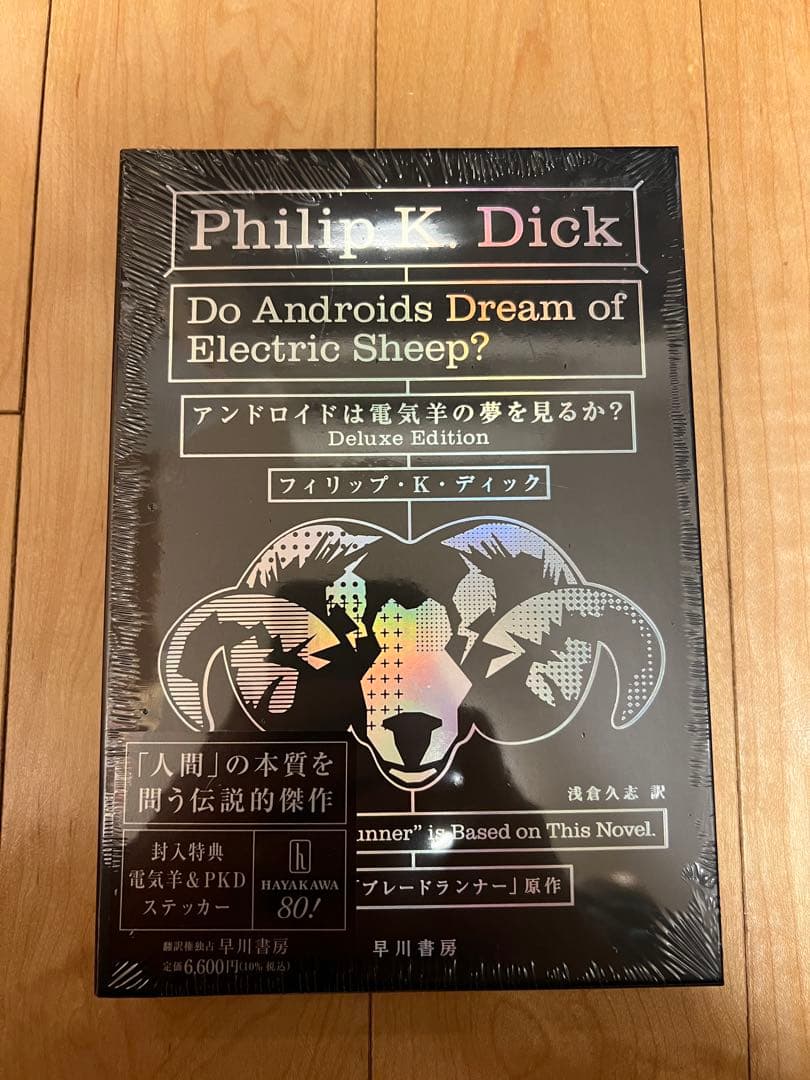 Philip K. Dick
Do Androids Dream of
Electric Sheep?
アンドロイドは電気羊の夢を見るか？
Deluxe Edition
フィリップ・K・ディック
「人間」の本質を
問う伝説的傑作
浅倉久志 訳
unner” is Based on This Novel.
封入特典
電気羊&PKD
ステッカー
h
HAYAKAWA
80!
「ブレードランナー」原作
翻訳権独占 早川書房
定価6,600円(10%税込)
早川書房